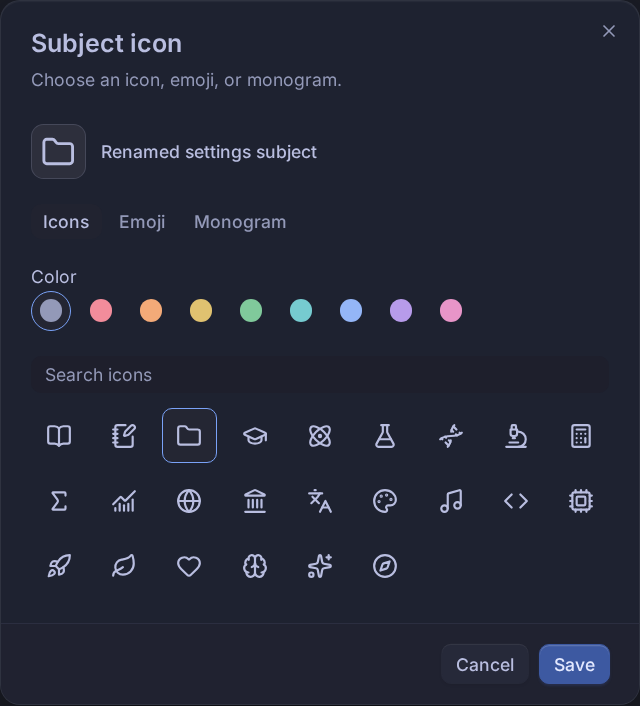 Subject icon
Choose an icon, emoji, or monogram.
Renamed settings subject
Icons Emoji Monogram
Color
Search icons
Cancel Save